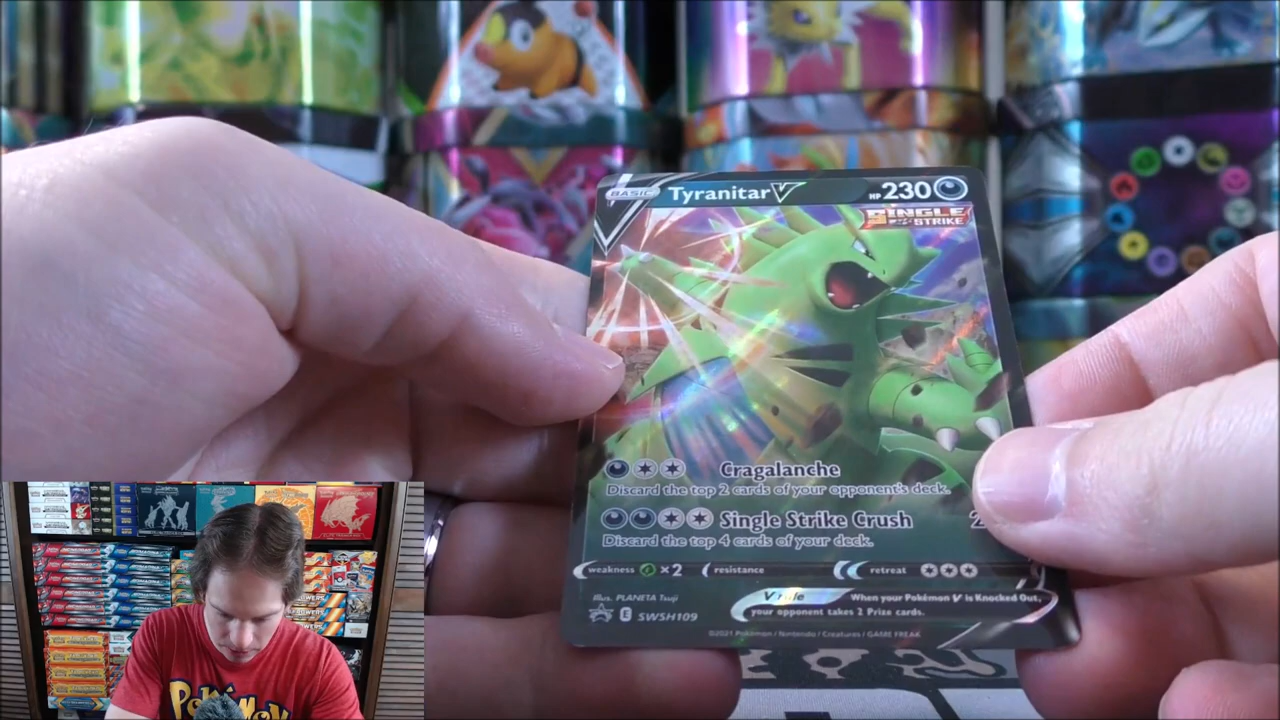 BASIC Tyranitar V HP 230
SINGLE STRIKE
Cragalanche
Discard the top 2 cards of your opponent's deck.
Single Strike Crush 2
Discard the top 4 cards of your deck.
weakness ×2 resistance retreat
V rule When your Pokémon V is Knocked Out,
your opponent takes 2 Prize cards.
Illus. PLANETA Tsuji
E SWSH109
©2021 Pokémon / Nintendo / Creatures / GAME FREAK
Pokémon